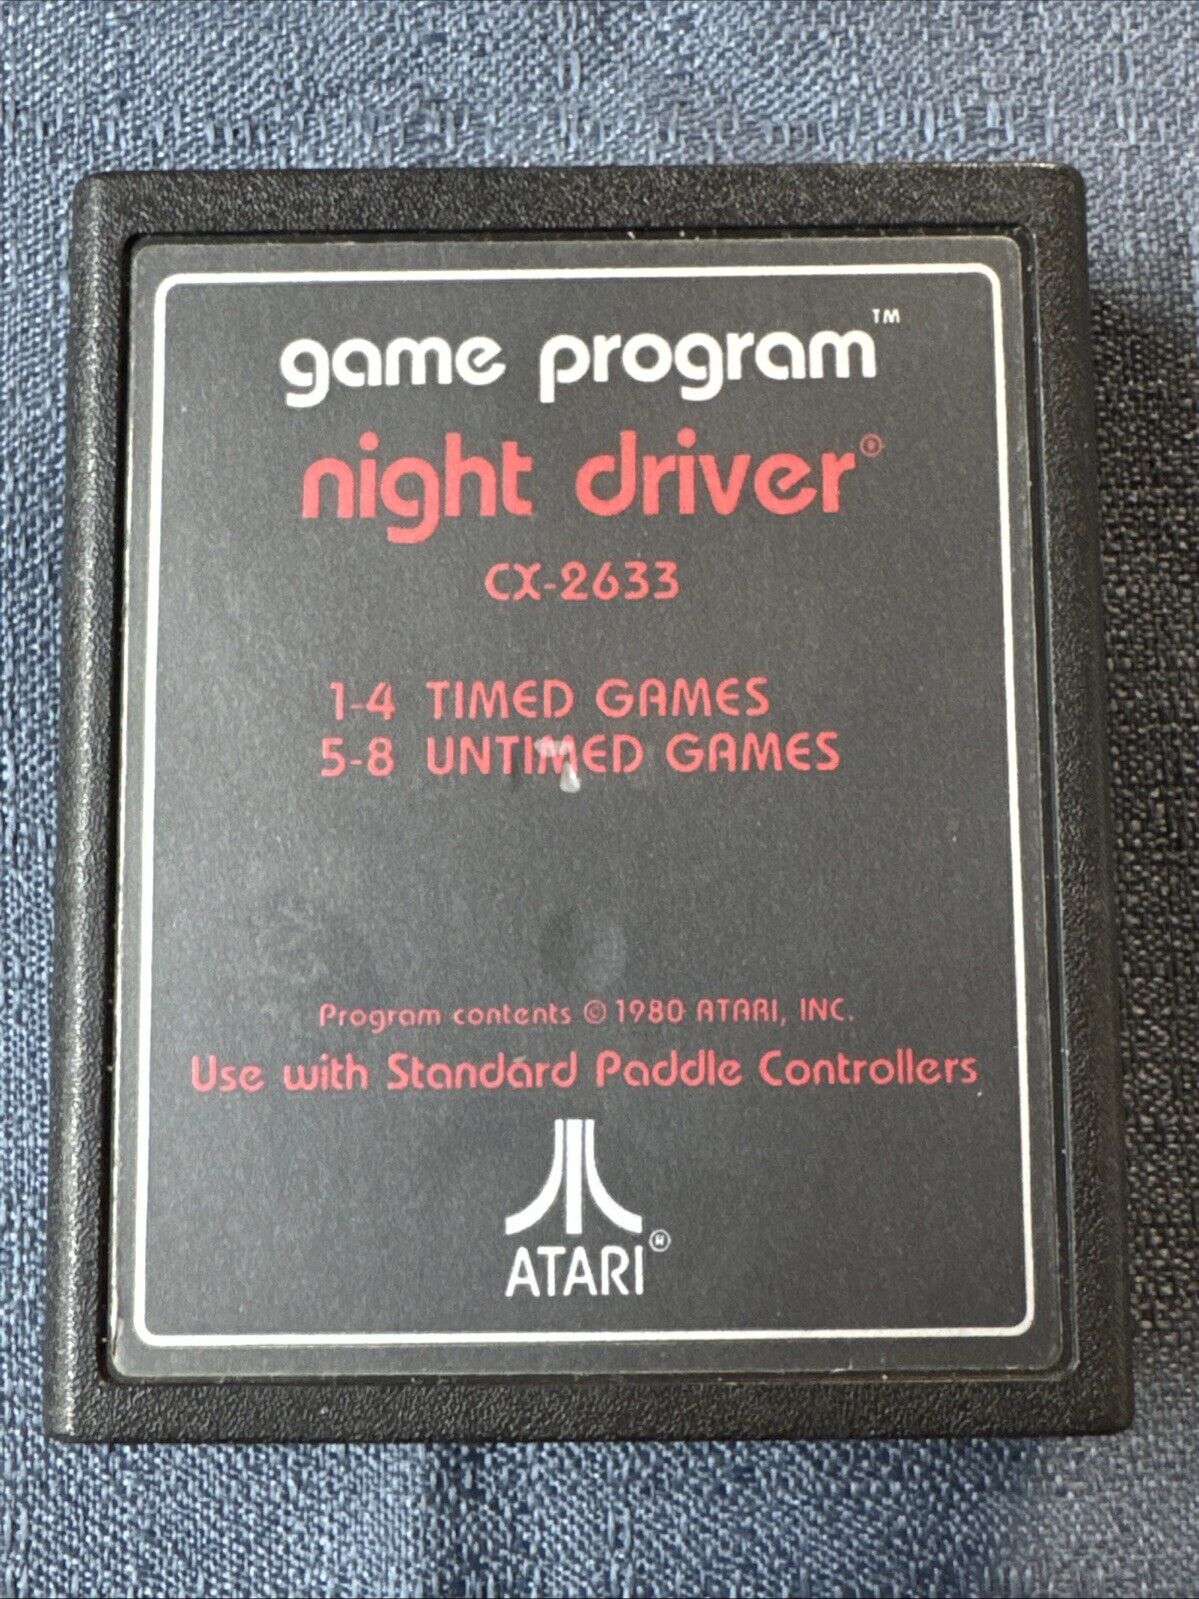 game program™
night driver®
CX-2633
1-4 TIMED GAMES
5-8 UNTIMED GAMES
Program contents © 1980 ATARI, INC.
Use with Standard Paddle Controllers
ATARI®